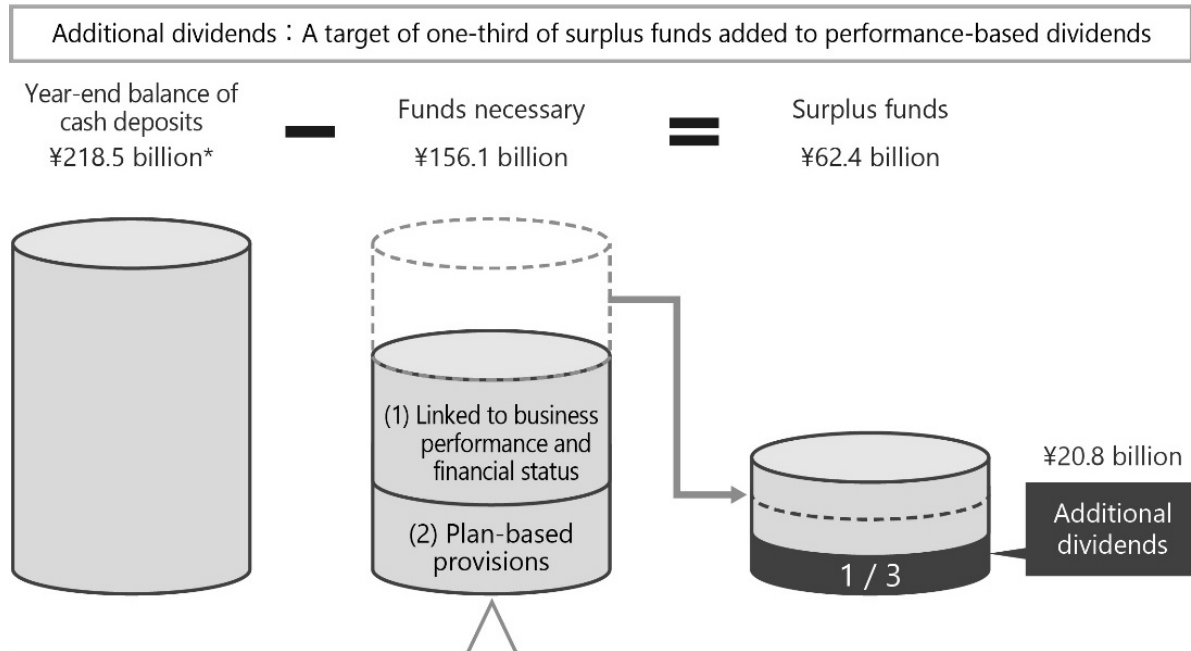 Additional dividends：A target of one-third of surplus funds added to performance-based dividends
Year-end balance of
cash deposits
¥218.5 billion*
Funds necessary
¥156.1 billion
Surplus funds
¥62.4 billion
(1) Linked to business
performance and
financial status
(2) Plan-based
provisions
¥20.8 billion
Additional
dividends
1 / 3